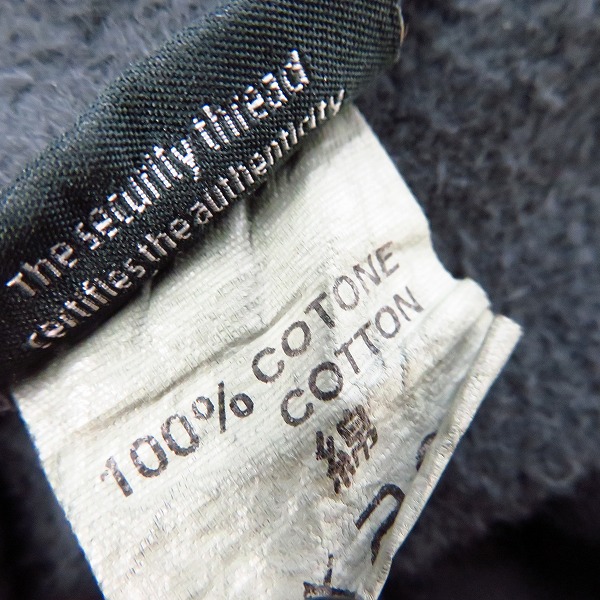 The security thread
certifies the authenticity
100% COTONE
COTTON
綿